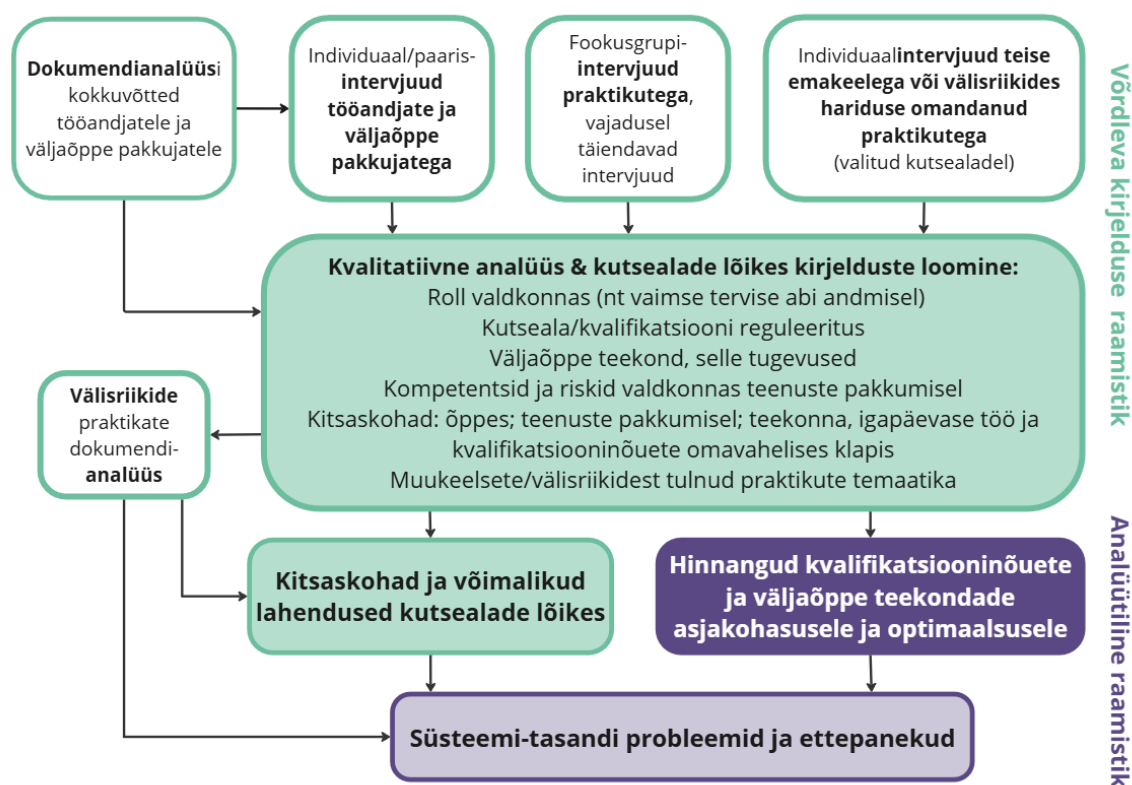 Dokumendianalüüsi
kokkuvõtted
tööandjatele ja
väljaõppe pakkujatele
Individuaal/paaris-
intervjuud
tööandjate ja
väljaõppe
pakkujatega
Fookusgrupi-
intervjuud
praktikutega,
vajadusel
täiendavad
intervjuud
Individuaalintervjuud teise
emakeelega või välisriikides
hariduse omandanud
praktikutega
(valitud kutsealadel)
Võrdleva kirjelduse raamistik
Kvalitatiivne analüüs & kutsealade lõikes kirjelduste loomine:
Roll valdkonnas (nt vaimse tervise abi andmisel)
Kutseala/kvalifikatsiooni reguleeritus
Väljaõppe teekond, selle tugevused
Kompetentsid ja riskid valdkonnas teenuste pakkumisel
Kitsaskohad: õppes; teenuste pakkumisel; teekonna, igapäevase töö ja
kvalifikatsiooninõuete omavahelises klapis
Muukeelsete/välisriikidest tulnud praktikute temaatika
Välisriikide
praktikate
dokumendi-
analüüs
Kitsaskohad ja võimalikud
lahendused kutsealade lõikes
Hinnangud kvalifikatsiooninõuete
ja väljaõppe teekondade
asjakohasusele ja optimaalsusele
Analüütiline raamistik
Süsteemi-tasandi probleemid ja ettepanekud